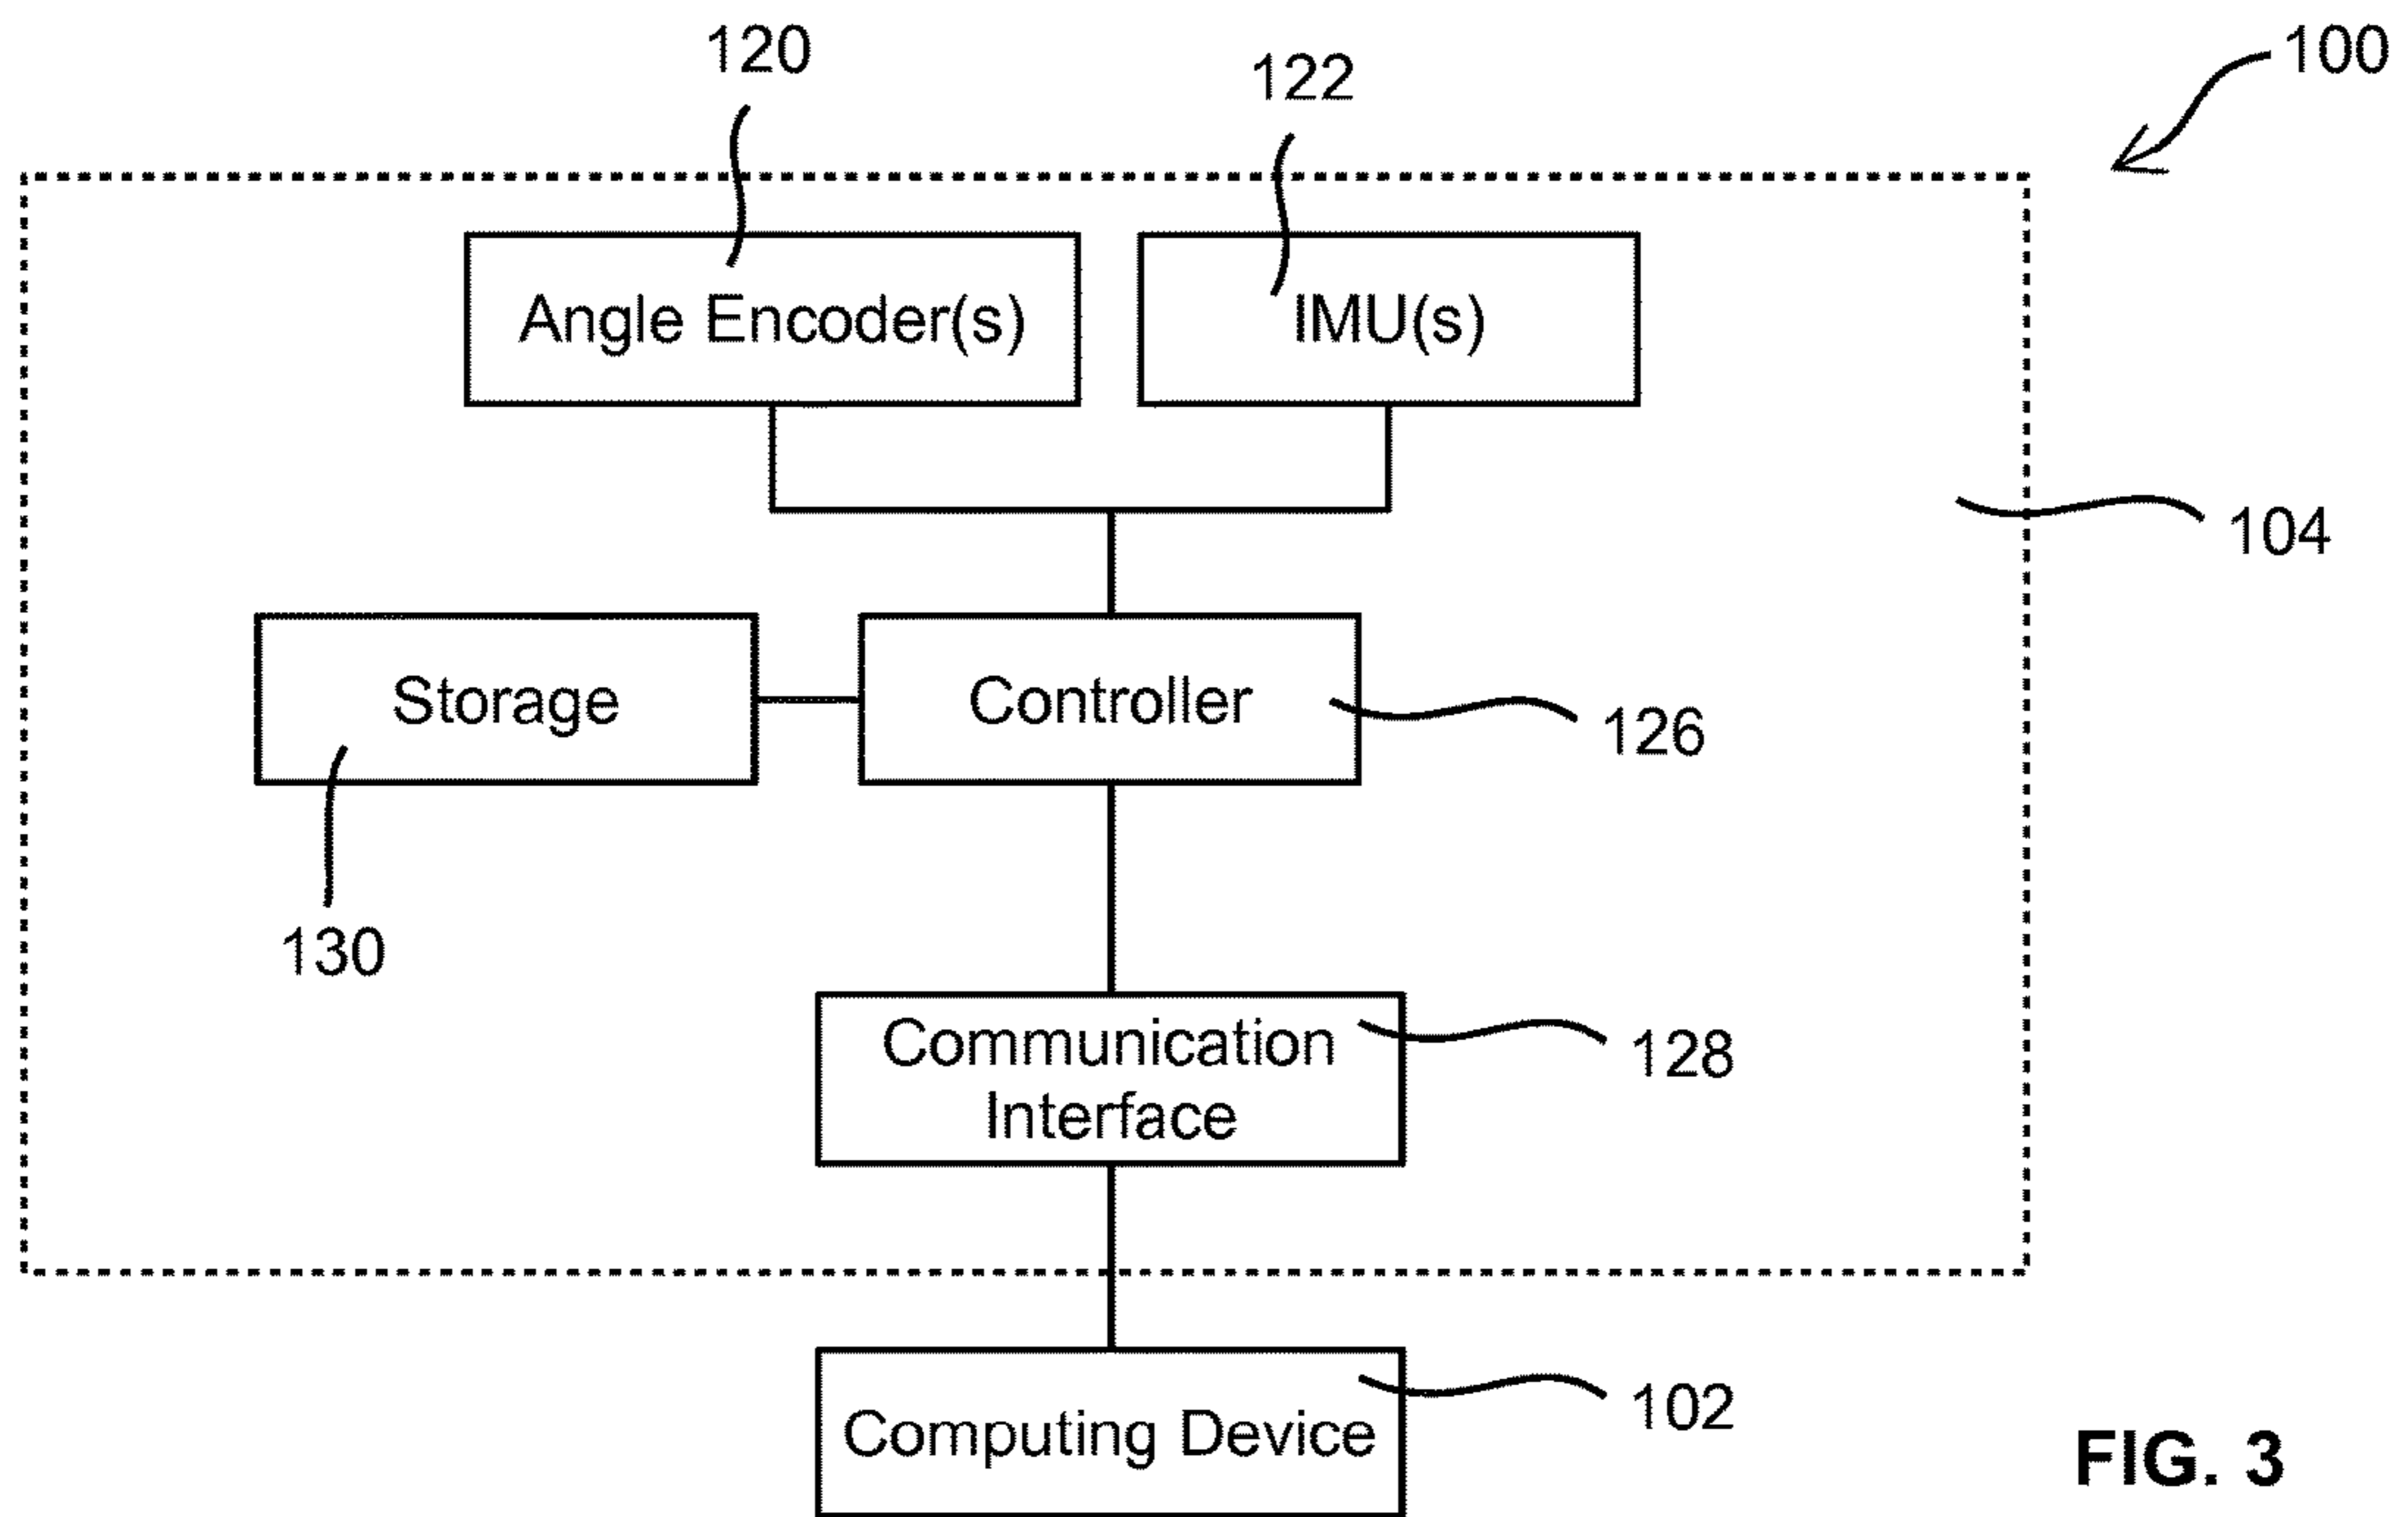 120
122
100
Angle Encoder(s)
IMU(s)
104
Storage
Controller
126
130
Communication
Interface
128
Computing Device
102
FIG. 3